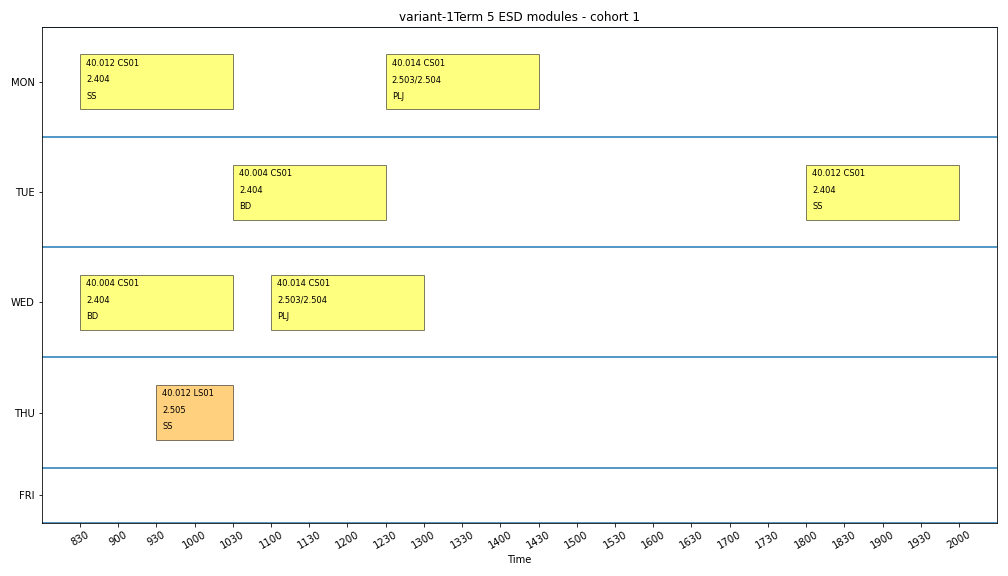 variant-1Term 5 ESD modules - cohort 1
MON
40.012 CS01
2.404
SS
40.014 CS01
2.503/2.504
PLJ
TUE
40.004 CS01
2.404
BD
40.012 CS01
2.404
SS
WED
40.004 CS01
2.404
BD
40.014 CS01
2.503/2.504
PLJ
THU
40.012 LS01
2.505
SS
FRI
830 900 930 1000 1030 1100 1130 1200 1230 1300 1330 1400 1430 1500 1530 1600 1630 1700 1730 1800 1830 1900 1930 2000
Time